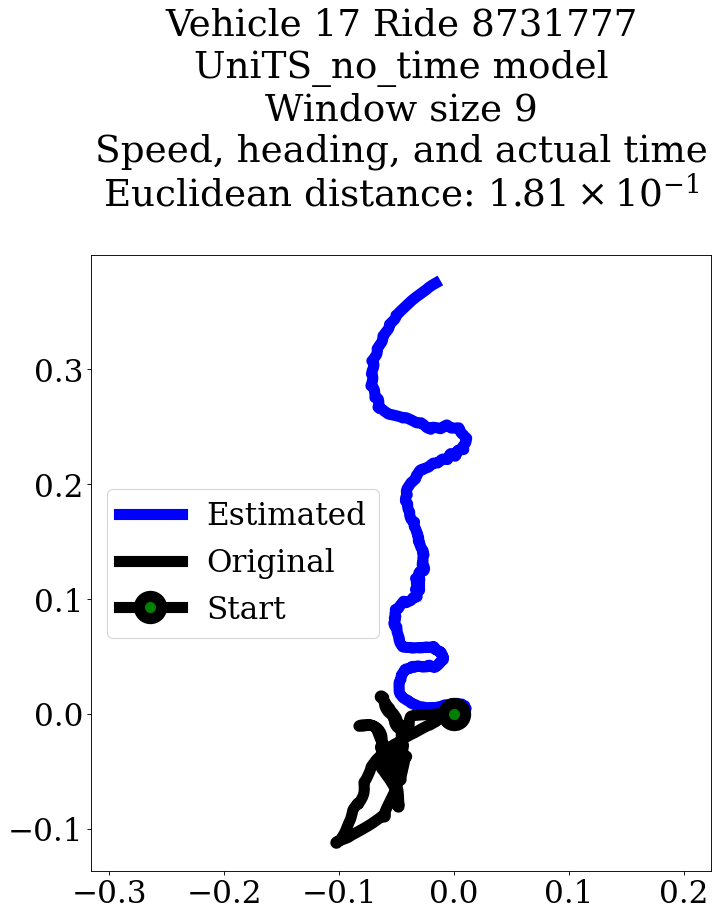 Vehicle 17 Ride 8731777
UniTS_no_time model
Window size 9
Speed, heading, and actual time
Euclidean distance: 1.81 × 10⁻¹
0.3
0.2
0.1
0.0
−0.1
Estimated
Original
Start
−0.3 −0.2 −0.1 0.0 0.1 0.2